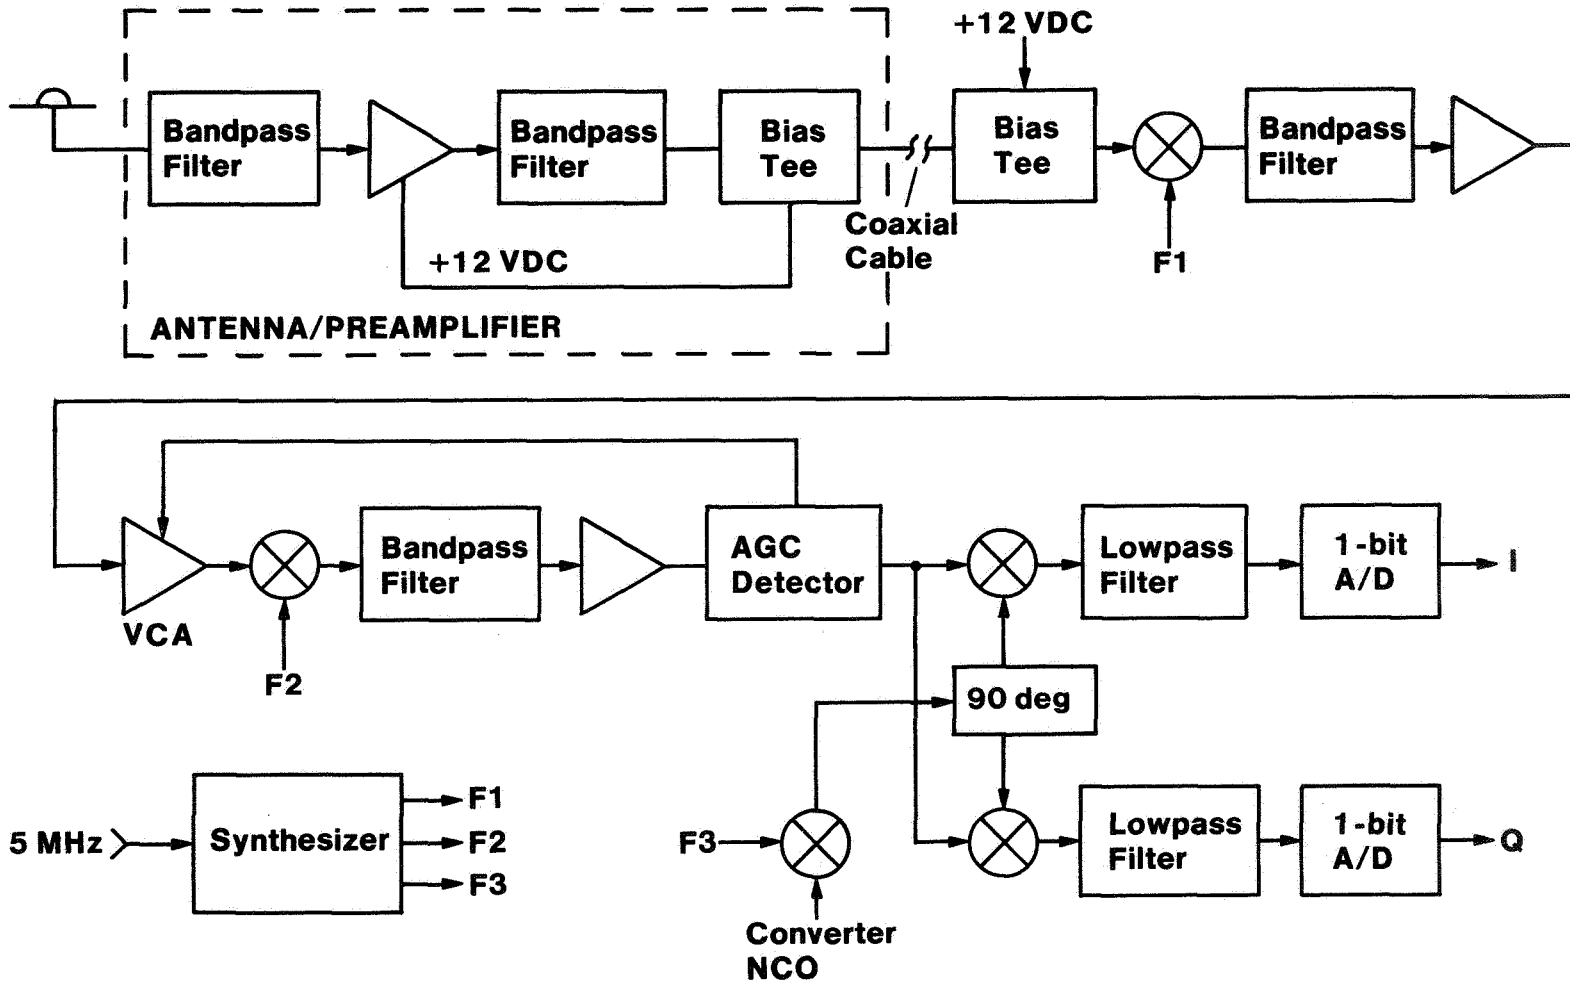 +12 VDC
Bandpass
Filter
Bandpass
Filter
Bias
Tee
Bias
Tee
Bandpass
Filter
Coaxial
Cable
+12 VDC
F1
ANTENNA/PREAMPLIFIER
AGC
Detector
Bandpass
Filter
Lowpass
Filter
1-bit
A/D
I
VCA
F2
90 deg
5 MHz
Synthesizer
F1
F2
F3
F3
Lowpass
Filter
1-bit
A/D
Q
Converter
NCO